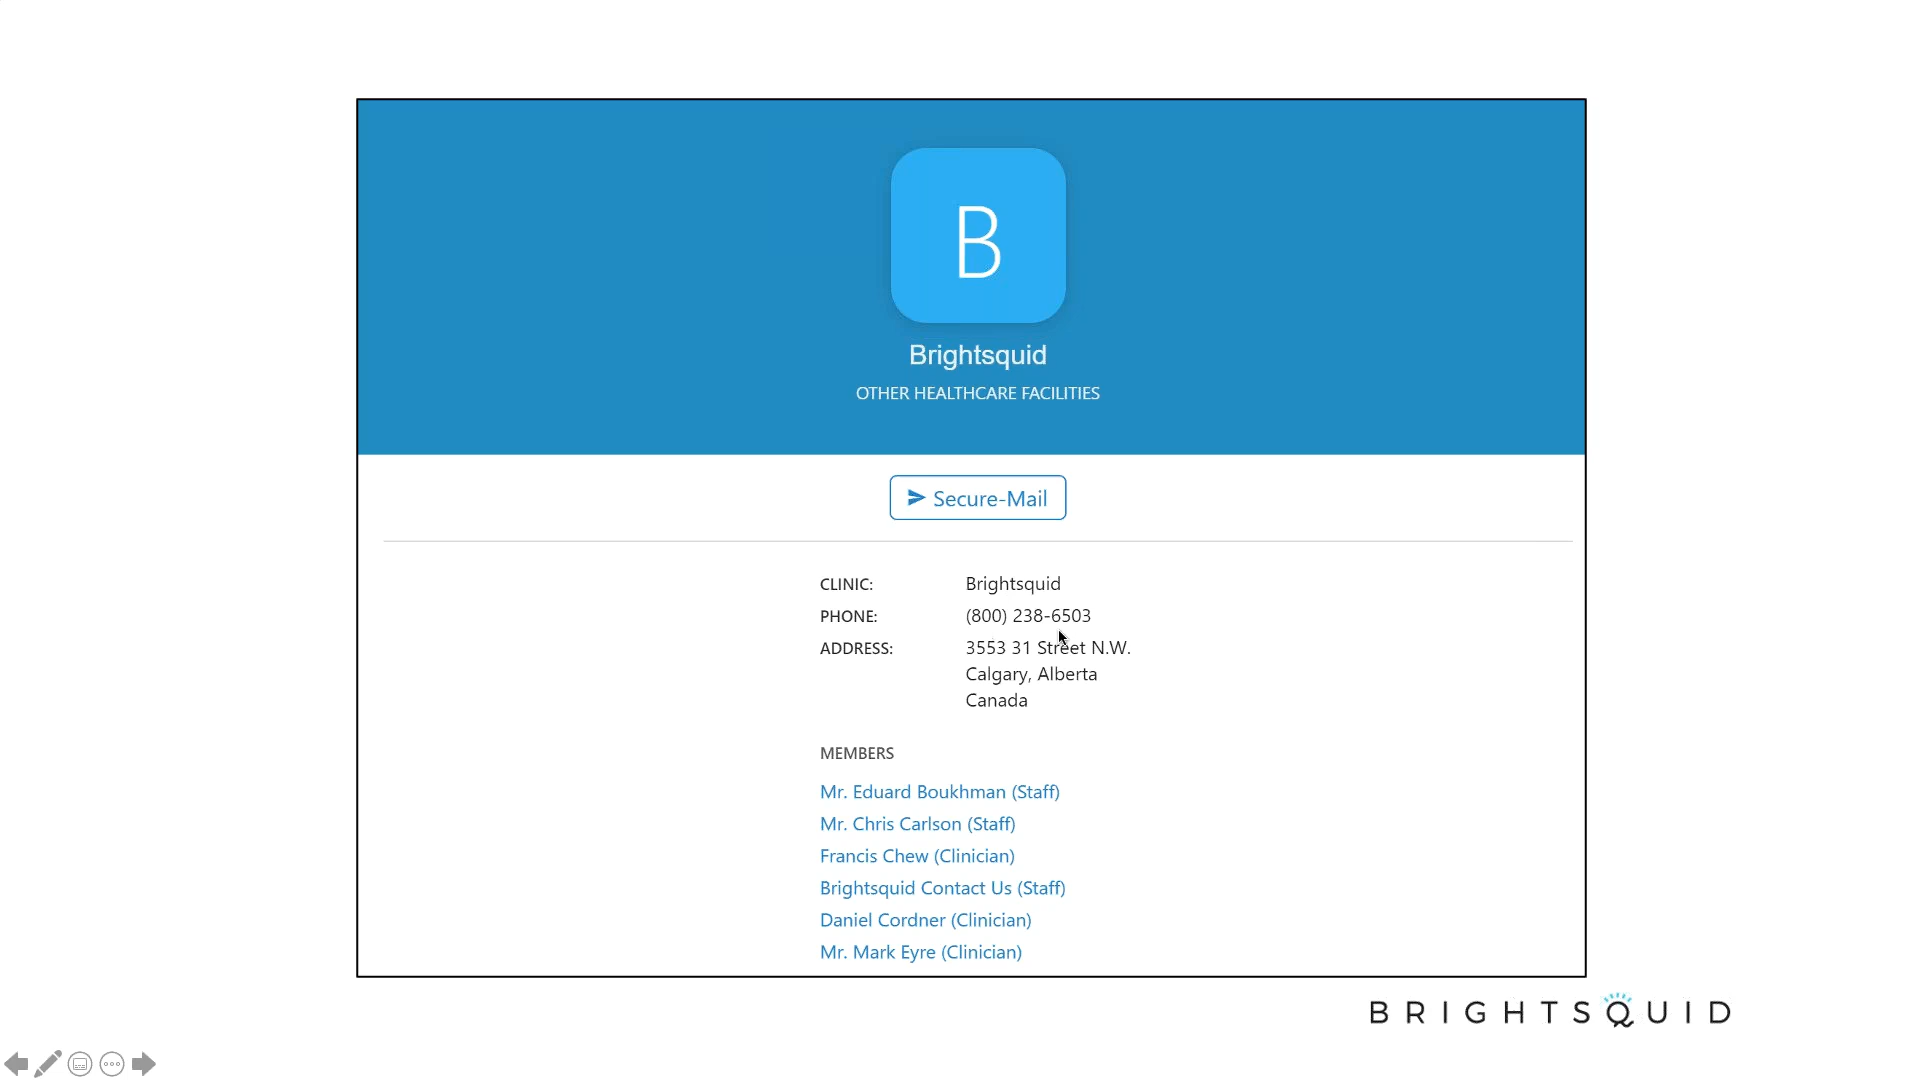 B
Brightsquid
OTHER HEALTHCARE FACILITIES
Secure-Mail
CLINIC: Brightsquid
PHONE: (800) 238-6503
ADDRESS: 3553 31 Street N.W.
Calgary, Alberta
Canada
MEMBERS
Mr. Eduard Boukhman (Staff)
Mr. Chris Carlson (Staff)
Francis Chew (Clinician)
Brightsquid Contact Us (Staff)
Daniel Cordner (Clinician)
Mr. Mark Eyre (Clinician)
BRIGHTSQUID